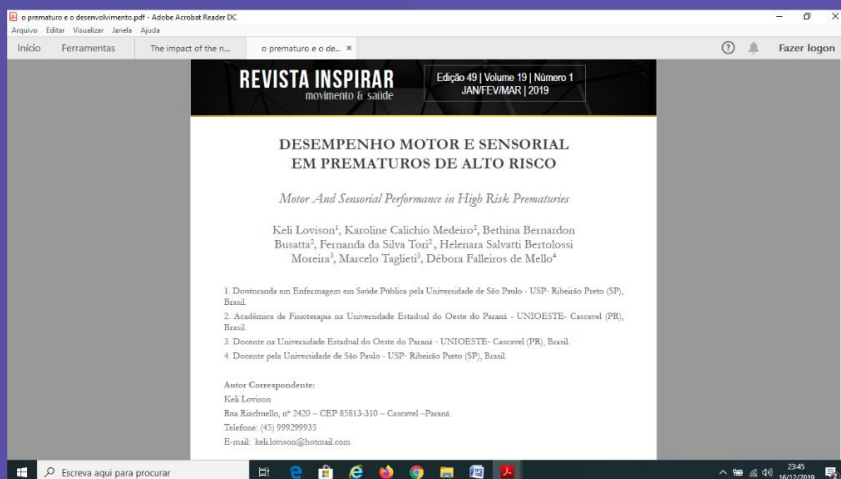 o prematuro e o desenvolvimento.pdf - Adobe Acrobat Reader DC
Arquivo Editar Visualizar Janela Ajuda
Início Ferramentas The impact of the n... o prematuro e o de... × Fazer logon
REVISTA INSPIRAR
movimento & saúde
Edição 49 | Volume 19 | Número 1
JAN/FEV/MAR | 2019
DESEMPENHO MOTOR E SENSORIAL
EM PREMATUROS DE ALTO RISCO
Motor And Sensorial Performance in High Risk Prematuries
Keli Lovison¹, Karoline Calichio Medeiro², Bethina Bernardon
Busatta², Fernanda da Silva Tori², Helenara Salvatti Bertolossi
Moreira³, Marcelo Taglieti³, Débora Falleiros de Mello⁴
1. Doutocanda em Enfermagem em Saúde Pública pela Universidade de São Paulo - USP- Ribeirão Preto (SP),
Brasil.
2. Acadêmica de Fisioterapia na Universidade Estadual do Oeste do Paraná - UNIOESTE- Cascavel (PR),
Brasil.
3. Docente na Universidade Estadual do Oeste do Paraná - UNIOESTE- Cascavel (PR), Brasil.
4. Docente pela Universidade de São Paulo - USP- Ribeirão Preto (SP), Brasil.
Autor Correspondente:
Keli Lovison
Rua Riachuello, nº 2420 – CEP 85813-310 – Cascavel –Paraná.
Telefone: (45) 999299935
E-mail: keli.lovison@hotmail.com
Escreva aqui para procurar
23:45
16/12/2019